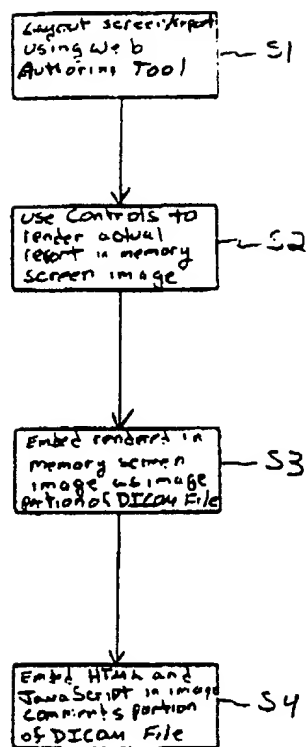 Layout screen/report
using Web
Authoring Tool
S1
use Controls to
render actual
report in memory
screen image
S2
Embed rendered in
memory screen
image as image
portion of DICOM File
S3
Embed HTML and
JavaScript in image
comments portion
of DICOM File
S4